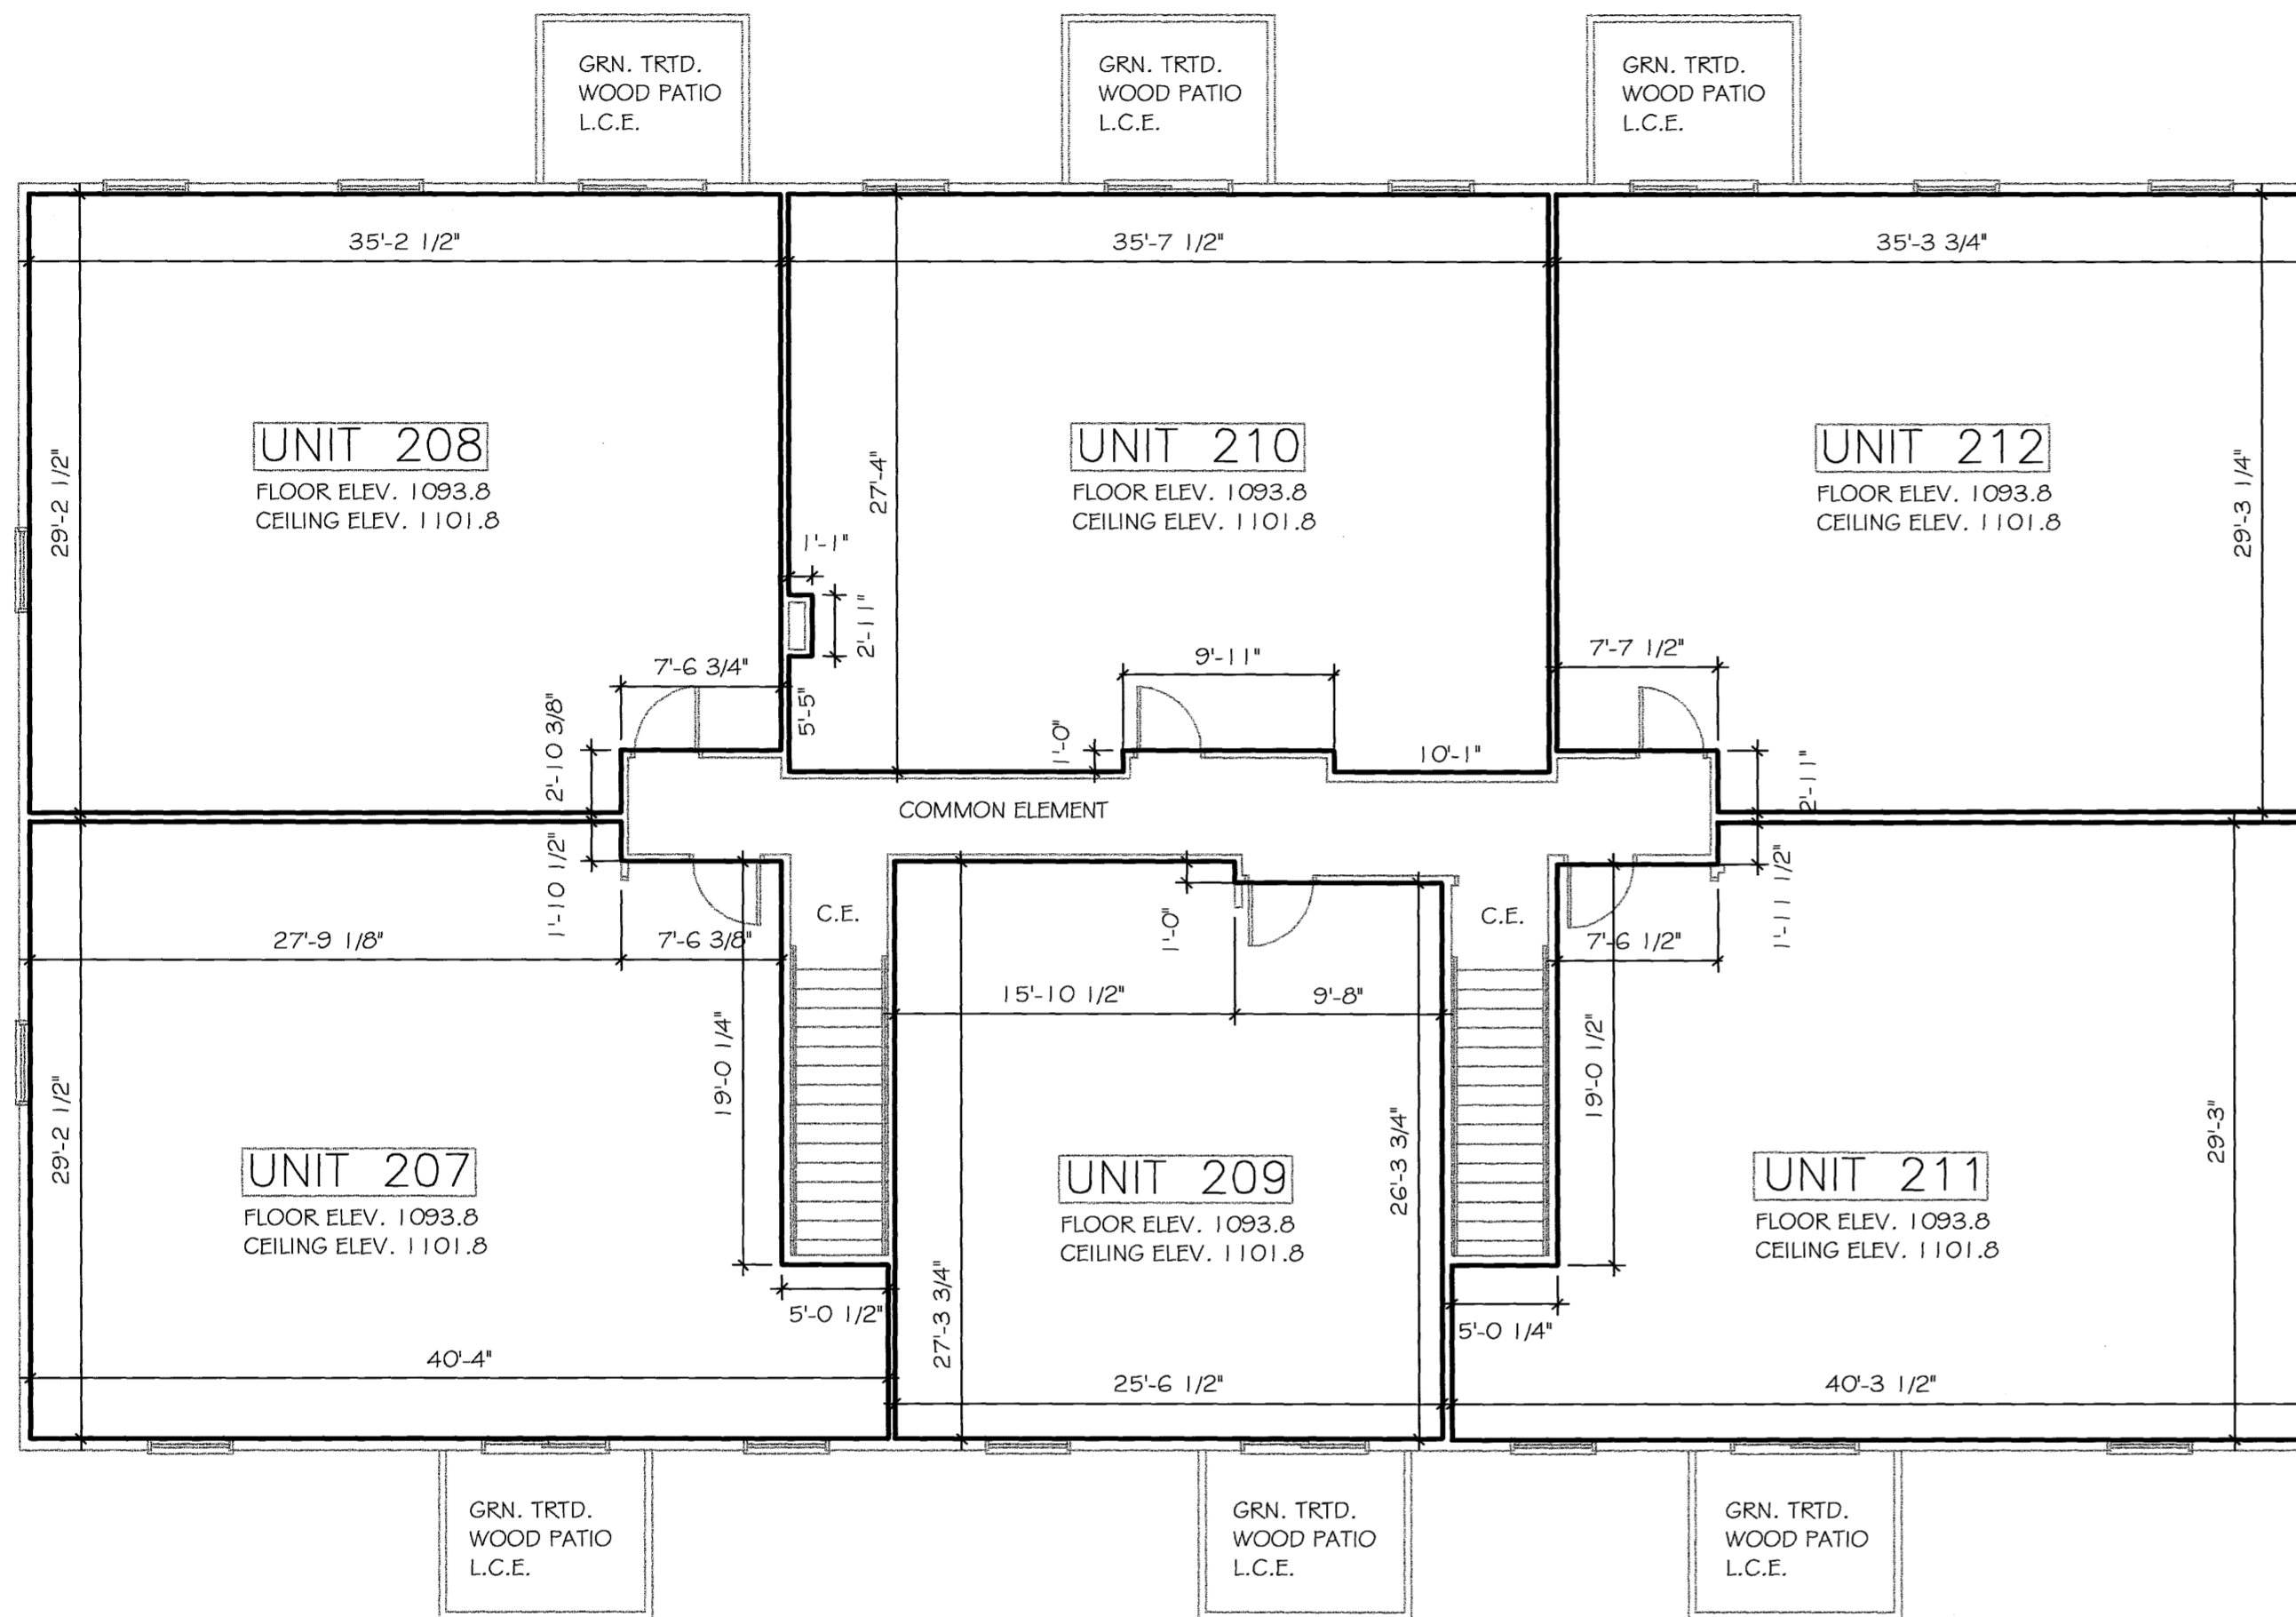 GRN. TRTD.
WOOD PATIO
L.C.E.
GRN. TRTD.
WOOD PATIO
L.C.E.
GRN. TRTD.
WOOD PATIO
L.C.E.
35'-2 1/2"
35'-7 1/2"
35'-3 3/4"
29'-2 1/2"
UNIT 208
FLOOR ELEV. 1093.8
CEILING ELEV. 1101.8
27'-4"
UNIT 210
FLOOR ELEV. 1093.8
CEILING ELEV. 1101.8
UNIT 212
FLOOR ELEV. 1093.8
CEILING ELEV. 1101.8
29'-3 1/4"
1'-1"
2'-11"
7'-6 3/4"
5'-5"
9'-11"
7'-7 1/2"
2'-10 3/8"
1'-0"
10'-1"
2'-11"
COMMON ELEMENT
1'-10 1/2"
C.E.
1'-0"
C.E.
1'-11 1/2"
27'-9 1/8"
7'-6 3/8"
7'-6 1/2"
15'-10 1/2"
9'-8"
19'-0 1/4"
19'-0 1/2"
29'-2 1/2"
UNIT 207
FLOOR ELEV. 1093.8
CEILING ELEV. 1101.8
UNIT 209
FLOOR ELEV. 1093.8
CEILING ELEV. 1101.8
26'-3 3/4"
UNIT 211
FLOOR ELEV. 1093.8
CEILING ELEV. 1101.8
29'-3"
5'-0 1/2"
27'-3 3/4"
5'-0 1/4"
40'-4"
25'-6 1/2"
40'-3 1/2"
GRN. TRTD.
WOOD PATIO
L.C.E.
GRN. TRTD.
WOOD PATIO
L.C.E.
GRN. TRTD.
WOOD PATIO
L.C.E.